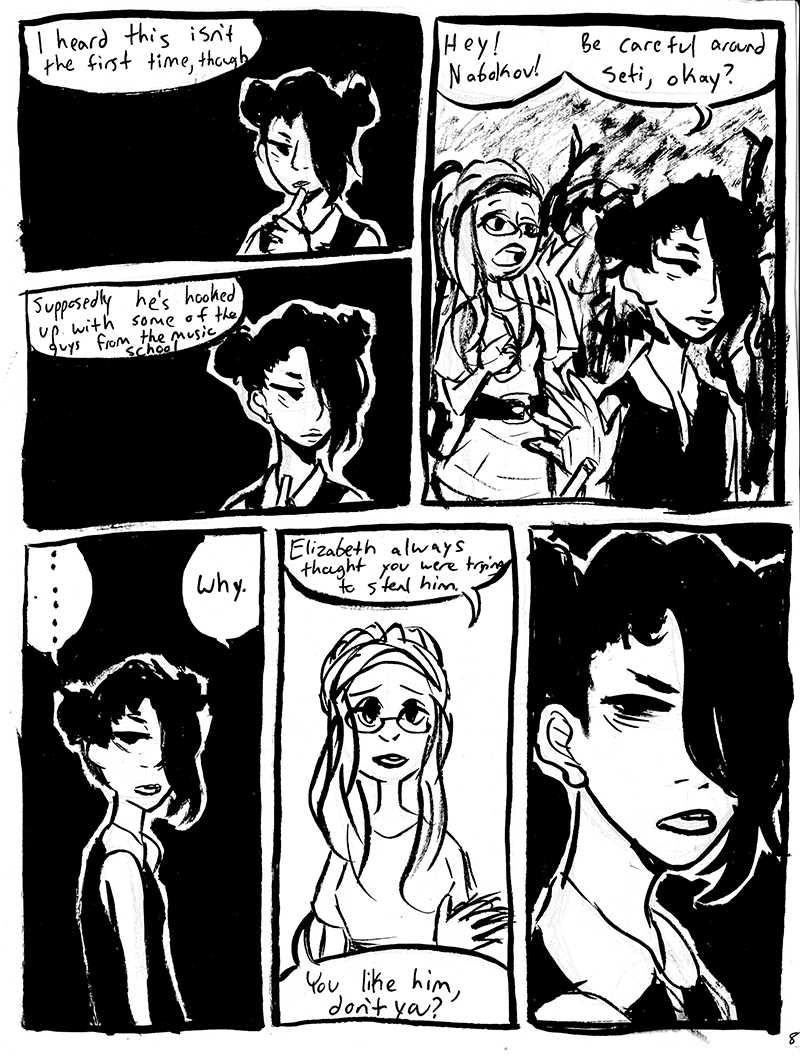 I heard this isn't
the first time, though
Supposedly he's hooked
up with some of the
guys from the music
school
Hey!
Nabokov!
Be careful around
Seti, okay?
......
Why.
Elizabeth always
thought you were trying
to steal him.
You like him,
don't you?
8